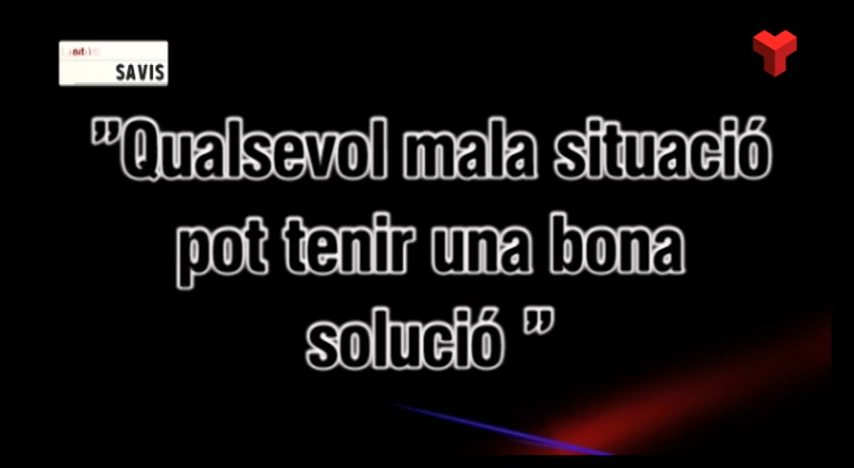 SAVIS
"Qualsevol mala situació
pot tenir una bona
solució "